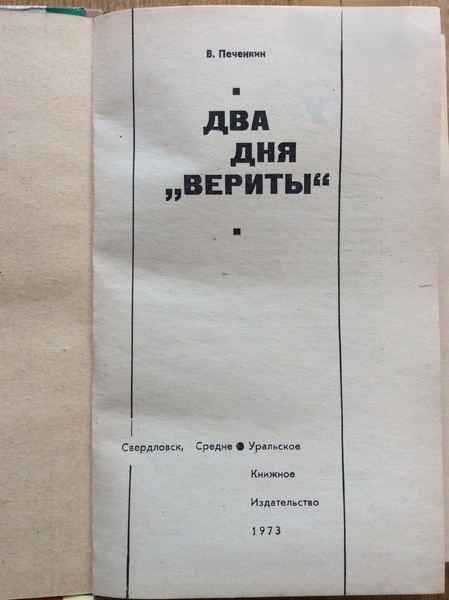 В. Печенкин
ДВА
ДНЯ
„ВЕРИТЫ“
Свердловск, Средне ● Уральское
Книжное
Издательство
1973